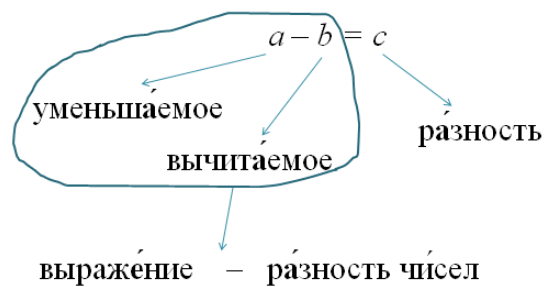 a – b = c
уменьша́емое
ра́зность
вычита́емое
выраже́ние – ра́зность чи́сел